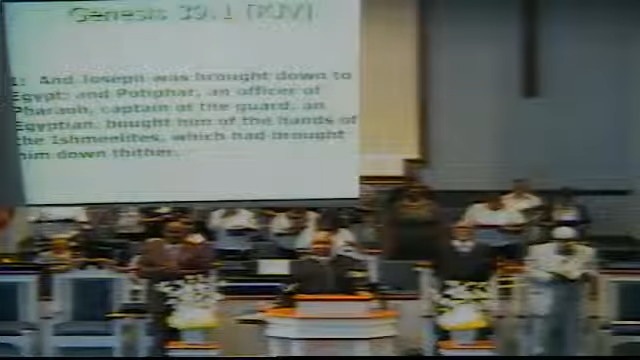 Genesis 39:1 (KJV)
1: And Joseph was brought down to
Egypt; and Potiphar, an officer of
Pharaoh, captain of the guard, an
Egyptian, bought him of the hands of
the Ishmeelites, which had brought
him down thither.